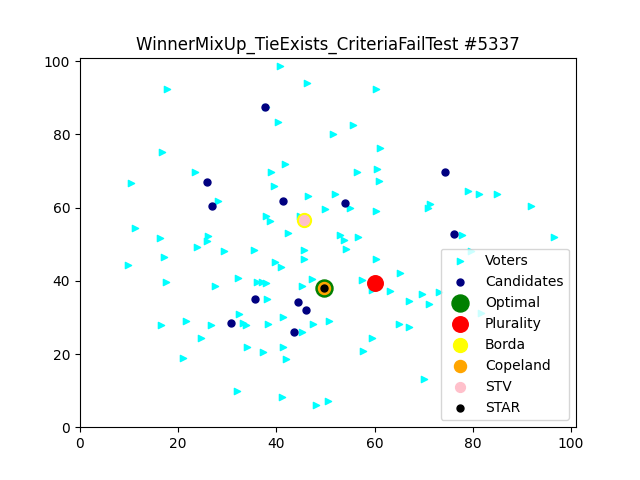 WinnerMixUp_TieExists_CriteriaFailTest #5337
100
80
60
40
20
0
0
20
40
60
80
100
Voters
Candidates
Optimal
Plurality
Borda
Copeland
STV
STAR